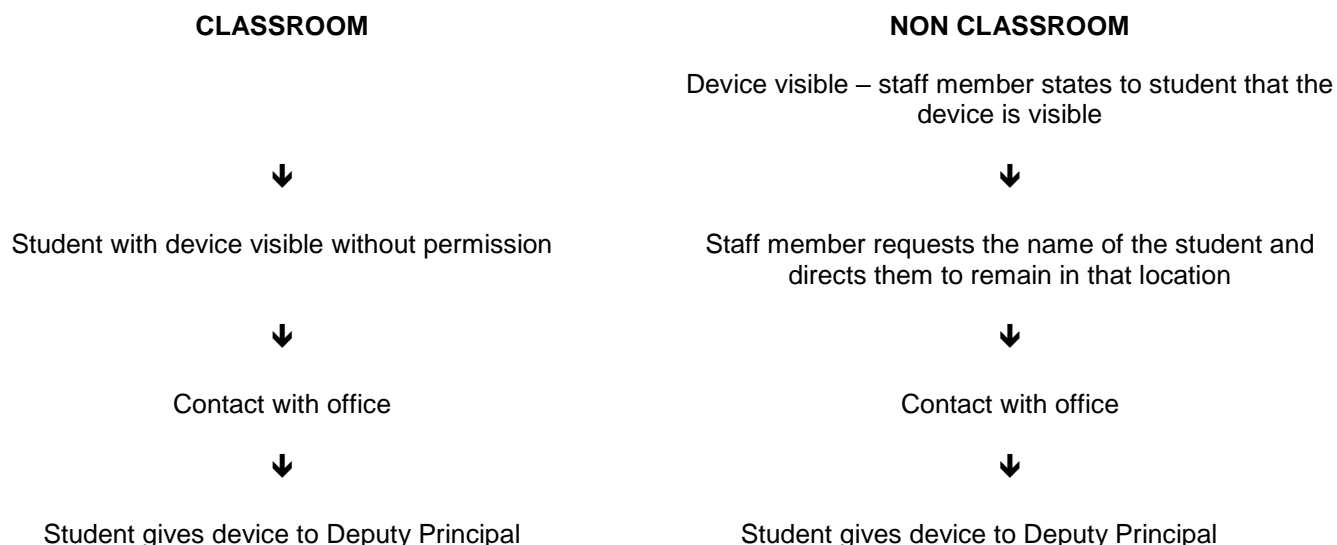 CLASSROOM
NON CLASSROOM
Device visible – staff member states to student that the
device is visible
🡻
🡻
Student with device visible without permission
Staff member requests the name of the student and
directs them to remain in that location
🡻
🡻
Contact with office
Contact with office
🡻
🡻
Student gives device to Deputy Principal
Student gives device to Deputy Principal